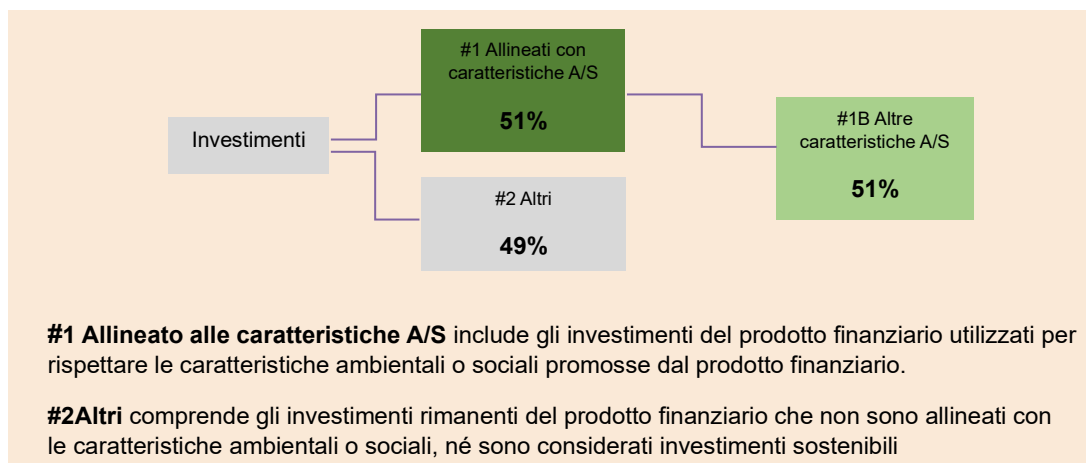 #1 Allineati con
caratteristiche A/S
51%
#1B Altre
caratteristiche A/S
51%
Investimenti
#2 Altri
49%
#1 Allineato alle caratteristiche A/S include gli investimenti del prodotto finanziario utilizzati per
rispettare le caratteristiche ambientali o sociali promosse dal prodotto finanziario.
#2Altri comprende gli investimenti rimanenti del prodotto finanziario che non sono allineati con
le caratteristiche ambientali o sociali, né sono considerati investimenti sostenibili